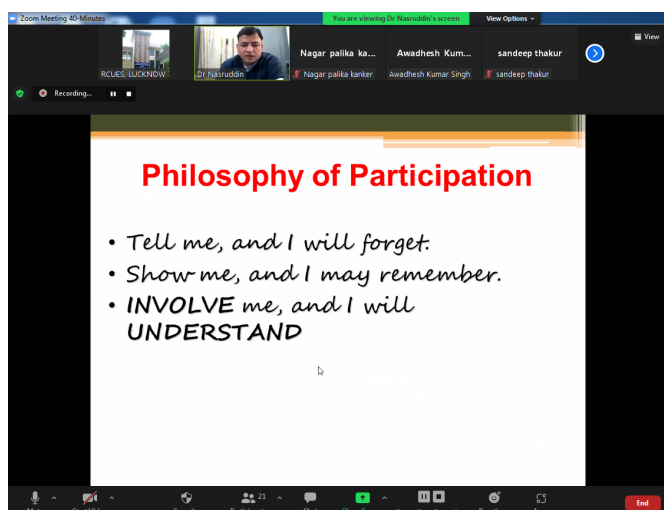 Zoom Meeting 40-Minutes
You are viewing Dr Nasruddin's screen
View Options
View
Nagar palika ka...
Awadhesh Kum...
sandeep thakur
RCUES, LUCKNOW
Dr Nasruddin
Nagar palika kanker
Awadhesh Kumar Singh
sandeep thakur
Recording...
Philosophy of Participation
• Tell me, and I will forget.
• Show me, and I may remember.
• INVOLVE me, and I will
UNDERSTAND
21
End